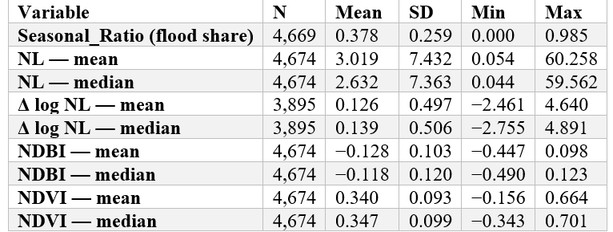 Variable N Mean SD Min Max
Seasonal_Ratio (flood share) 4,669 0.378 0.259 0.000 0.985
NL — mean 4,674 3.019 7.432 0.054 60.258
NL — median 4,674 2.632 7.363 0.044 59.562
Δ log NL — mean 3,895 0.126 0.497 −2.461 4.640
Δ log NL — median 3,895 0.139 0.506 −2.755 4.891
NDBI — mean 4,674 −0.128 0.103 −0.447 0.098
NDBI — median 4,674 −0.118 0.120 −0.490 0.123
NDVI — mean 4,674 0.340 0.093 −0.156 0.664
NDVI — median 4,674 0.347 0.099 −0.343 0.701